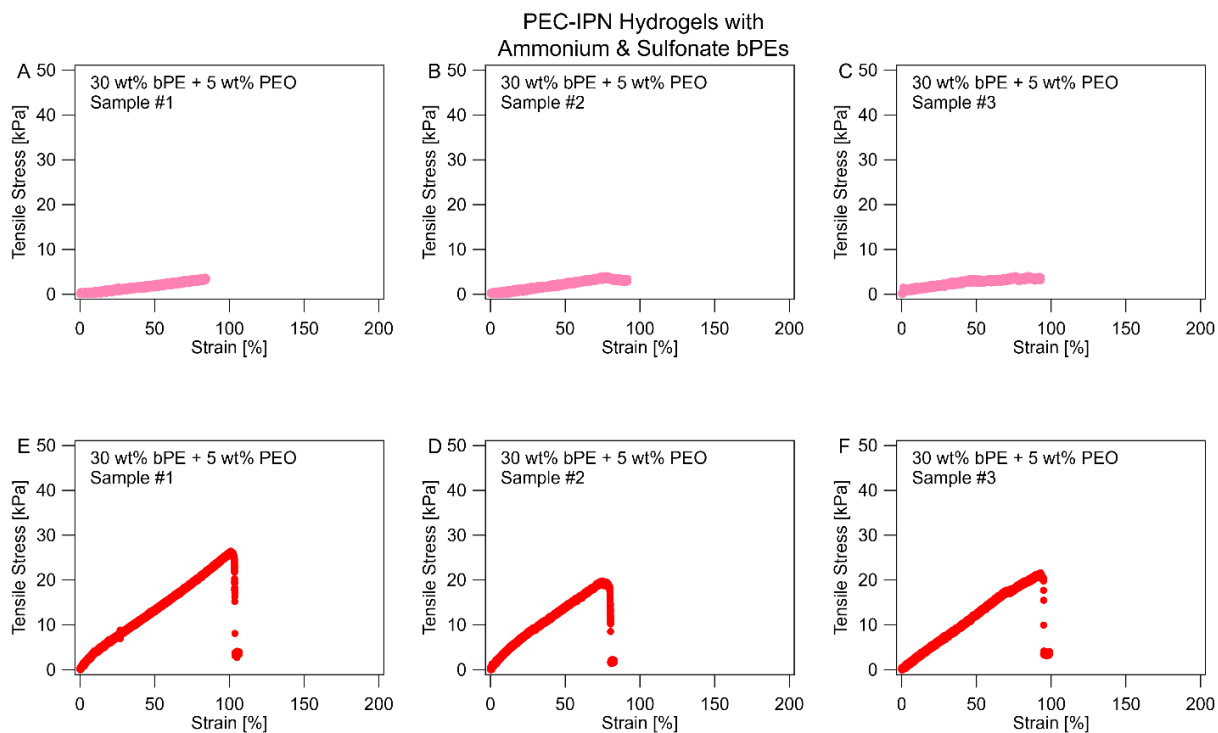 PEC-IPN Hydrogels with
Ammonium & Sulfonate bPEs
A
30 wt% bPE + 5 wt% PEO
Sample #1
Tensile Stress [kPa]
50
40
30
20
10
0
0 50 100 150 200
Strain [%]
B
30 wt% bPE + 5 wt% PEO
Sample #2
Tensile Stress [kPa]
50
40
30
20
10
0
0 50 100 150 200
Strain [%]
C
30 wt% bPE + 5 wt% PEO
Sample #3
Tensile Stress [kPa]
50
40
30
20
10
0
0 50 100 150 200
Strain [%]
E
30 wt% bPE + 5 wt% PEO
Sample #1
Tensile Stress [kPa]
50
40
30
20
10
0
0 50 100 150 200
Strain [%]
D
30 wt% bPE + 5 wt% PEO
Sample #2
Tensile Stress [kPa]
50
40
30
20
10
0
0 50 100 150 200
Strain [%]
F
30 wt% bPE + 5 wt% PEO
Sample #3
Tensile Stress [kPa]
50
40
30
20
10
0
0 50 100 150 200
Strain [%]